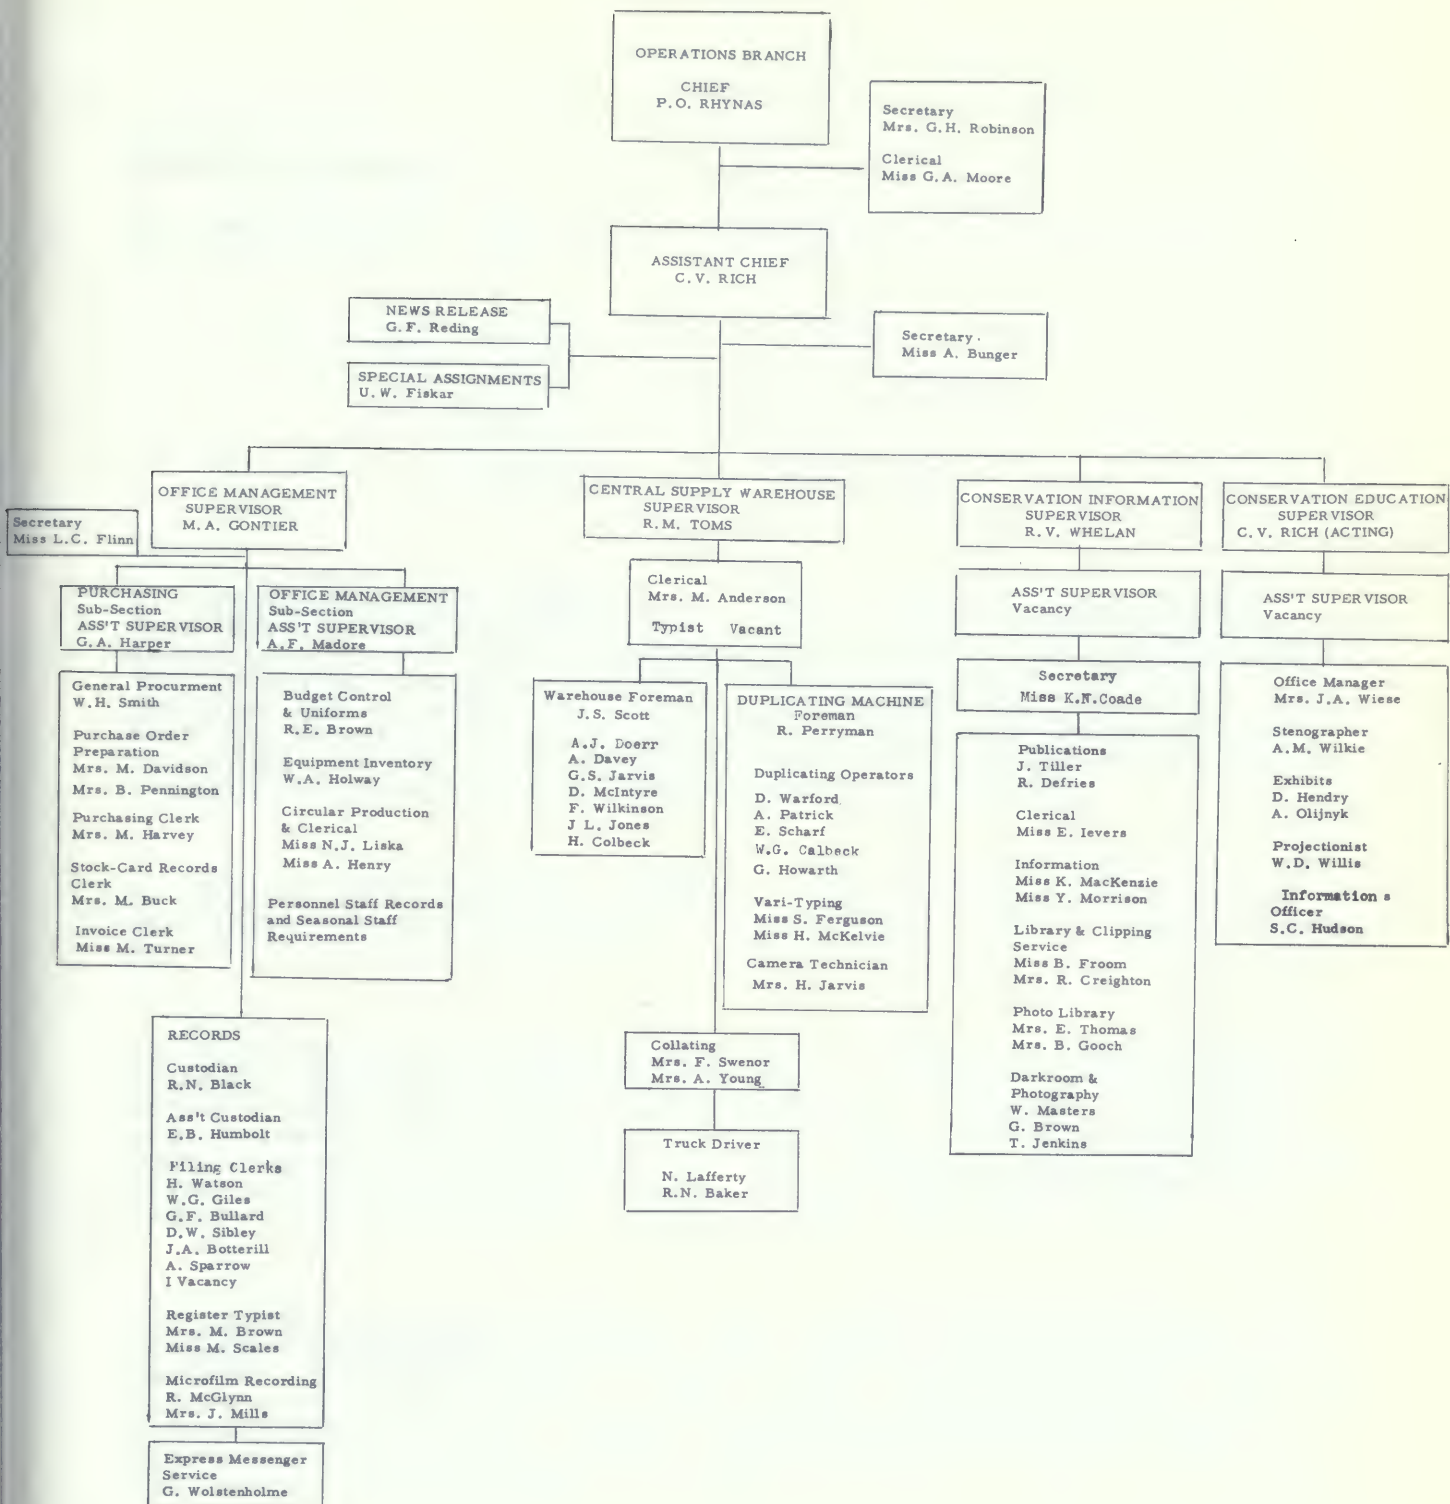 OPERATIONS BRANCH
CHIEF
P.O. RHYNAS
Secretary
Mrs. G.H. Robinson
Clerical
Miss G.A. Moore
ASSISTANT CHIEF
C.V. RICH
NEWS RELEASE
G.F. Reding
SPECIAL ASSIGNMENTS
U.W. Fiskar
Secretary.
Miss A. Bunger
OFFICE MANAGEMENT
SUPERVISOR
M.A. GONTIER
Secretary
Miss L.C. Flinn
PURCHASING
Sub-Section
ASS'T SUPERVISOR
G.A. Harper
General Procurment
W.H. Smith
Purchase Order
Preparation
Mrs. M. Davidson
Mrs. B. Pennington
Purchasing Clerk
Mrs. M. Harvey
Stock-Card Records
Clerk
Mrs. M. Buck
Invoice Clerk
Miss M. Turner
OFFICE MANAGEMENT
Sub-Section
ASS'T SUPERVISOR
A.F. Madore
Budget Control
& Uniforms
R.E. Brown
Equipment Inventory
W.A. Holway
Circular Production
& Clerical
Miss N.J. Liska
Miss A. Henry
Personnel Staff Records
and Seasonal Staff
Requirements
RECORDS
Custodian
R.N. Black
Ass't Custodian
E.B. Humbolt
Filing Clerks
H. Watson
W.G. Giles
G.F. Bullard
D.W. Sibley
J.A. Botterill
A. Sparrow
I Vacancy
Register Typist
Mrs. M. Brown
Miss M. Scales
Microfilm Recording
R. McGlynn
Mrs. J. Mills
Express Messenger
Service
G. Wolstenholme
CENTRAL SUPPLY WAREHOUSE
SUPERVISOR
R.M. TOMS
Clerical
Mrs. M. Anderson
Typist Vacant
Warehouse Foreman
J.S. Scott
A.J. Doerr
A. Davey
G.S. Jarvis
D. McIntyre
F. Wilkinson
J L. Jones
H. Colbeck
DUPLICATING MACHINE
Foreman
R. Perryman
Duplicating Operators
D. Warford
A. Patrick
E. Scharf
W.G. Calbeck
G. Howarth
Vari-Typing
Miss S. Ferguson
Miss H. McKelvie
Camera Technician
Mrs. H. Jarvis
Collating
Mrs. F. Swenor
Mrs. A. Young
Truck Driver
N. Lafferty
R.N. Baker
CONSERVATION INFORMATION
SUPERVISOR
R.V. WHELAN
ASS'T SUPERVISOR
Vacancy
Secretary
Miss K.N.Coade
Publications
J. Tiller
R. Defries
Clerical
Miss E. Ievers
Information
Miss K. MacKenzie
Miss Y. Morrison
Library & Clipping
Service
Miss B. Froom
Mrs. R. Creighton
Photo Library
Mrs. E. Thomas
Mrs. B. Gooch
Darkroom &
Photography
W. Masters
G. Brown
T. Jenkins
CONSERVATION EDUCATION
SUPERVISOR
C.V. RICH (ACTING)
ASS'T SUPERVISOR
Vacancy
Office Manager
Mrs. J.A. Wiese
Stenographer
A.M. Wilkie
Exhibits
D. Hendry
A. Olijnyk
Projectionist
W.D. Willis
Information s
Officer
S.C. Hudson